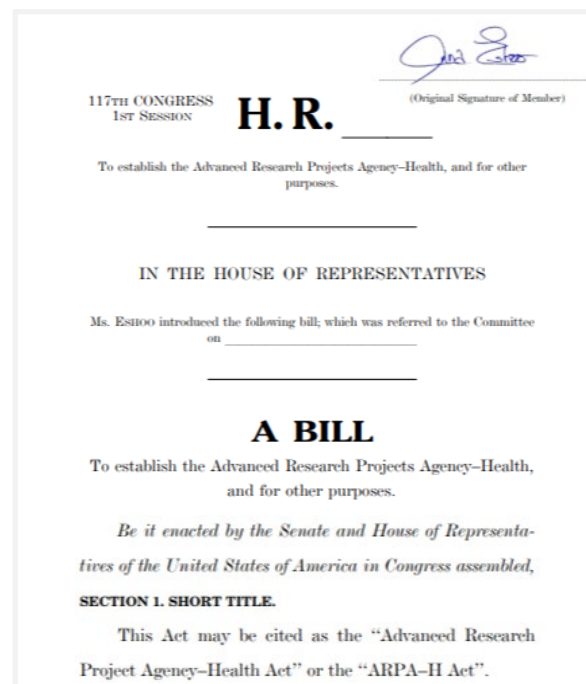 Anna Eshoo
(Original Signature of Member)
117TH CONGRESS
1ST SESSION
H. R.
To establish the Advanced Research Projects Agency–Health, and for other
purposes.
IN THE HOUSE OF REPRESENTATIVES
Ms. ESHOO introduced the following bill; which was referred to the Committee
on
A BILL
To establish the Advanced Research Projects Agency–Health,
and for other purposes.
Be it enacted by the Senate and House of Representa-
tives of the United States of America in Congress assembled,
SECTION 1. SHORT TITLE.
This Act may be cited as the “Advanced Research
Project Agency–Health Act” or the “ARPA–H Act”.